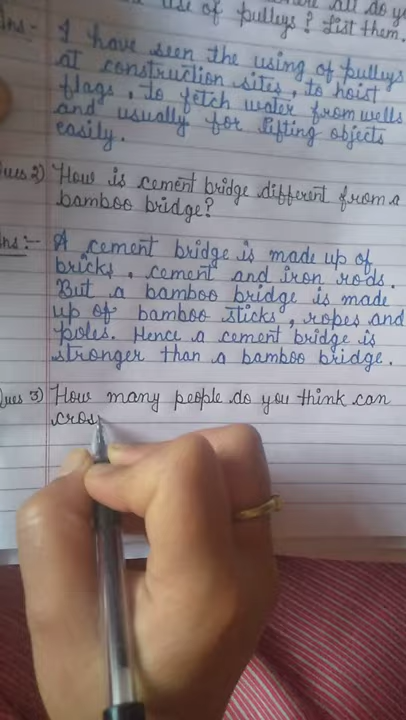 use of pulleys? List them.
Ans- I have seen the using of pulleys
at construction sites, to hoist
flags, to fetch water from wells
and usually for lifting objects
easily.
Ques 2) How is cement bridge different from a
bamboo bridge?
Ans:- A cement bridge is made up of
bricks, cement and iron rods.
But a bamboo bridge is made
up of bamboo sticks, ropes and
poles. Hence a cement bridge is
stronger than a bamboo bridge.
Ques 3) How many people do you think can
cros